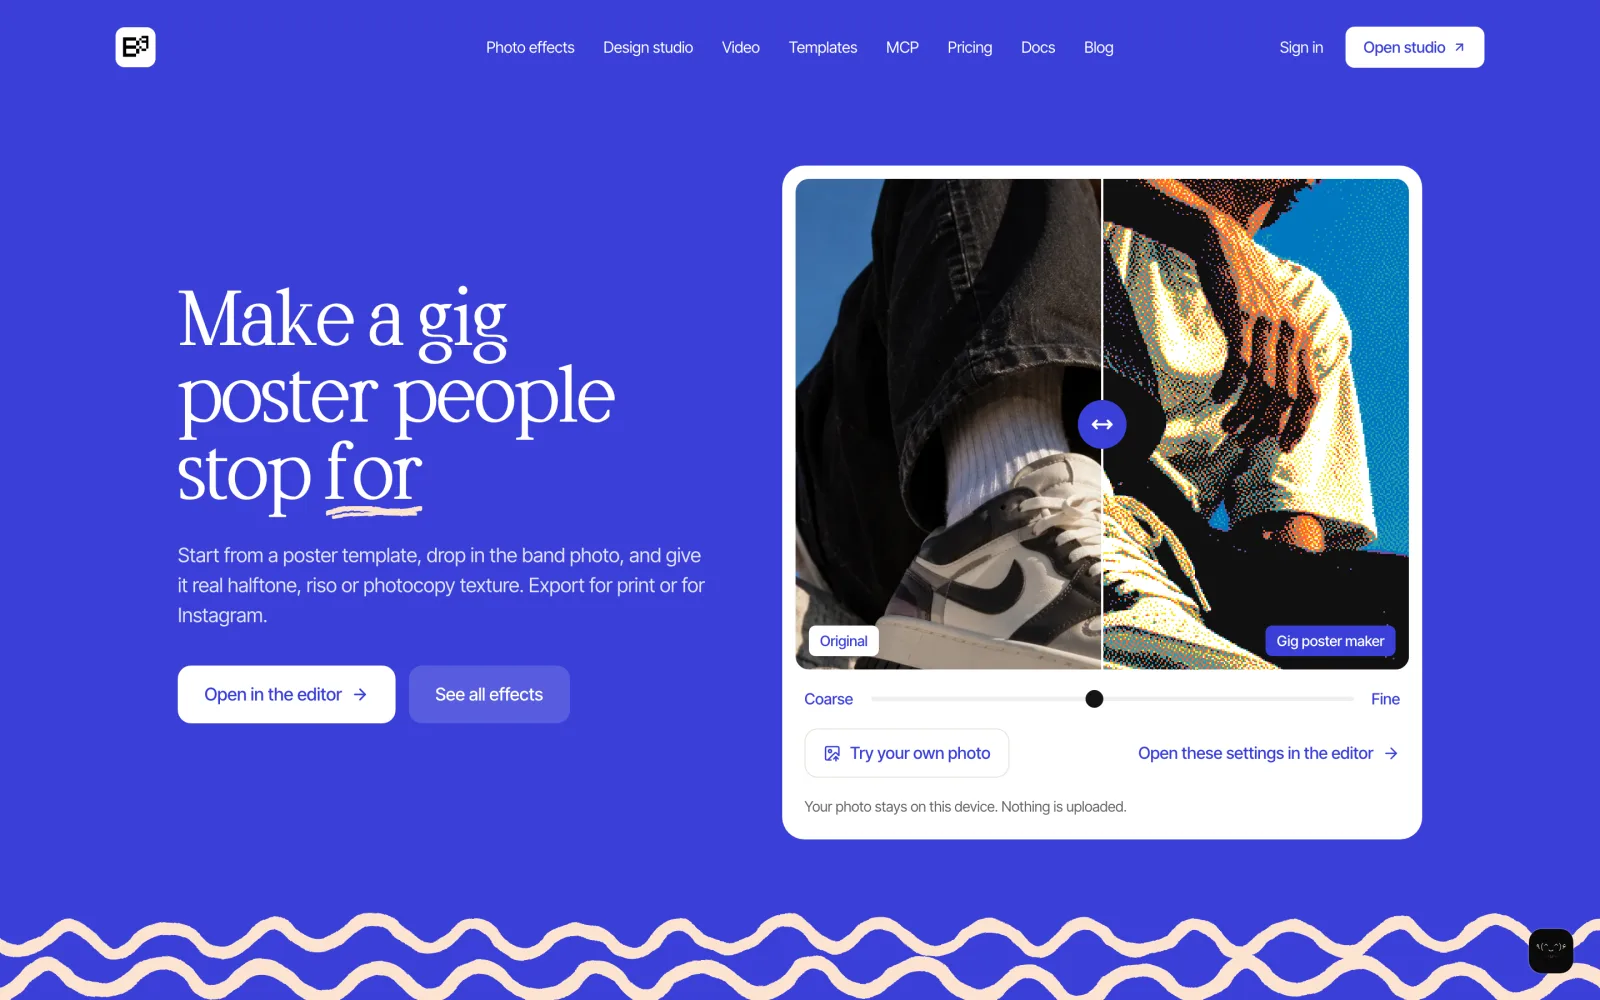 Photo effects
Design studio
Video
Templates
MCP
Pricing
Docs
Blog
Sign in
Open studio
Make a gig
poster people
stop for
Start from a poster template, drop in the band photo, and give
it real halftone, riso or photocopy texture. Export for print or for
Instagram.
Open in the editor
See all effects
Original
Gig poster maker
Coarse
Fine
Try your own photo
Open these settings in the editor
Your photo stays on this device. Nothing is uploaded.